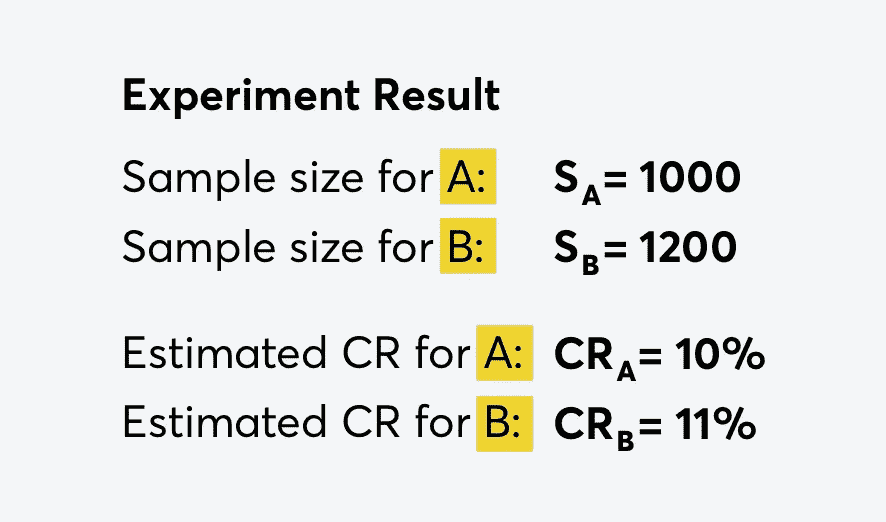 Experiment Result
Sample size for A: S_A= 1000
Sample size for B: S_B= 1200
Estimated CR for A: CR_A= 10%
Estimated CR for B: CR_B= 11%